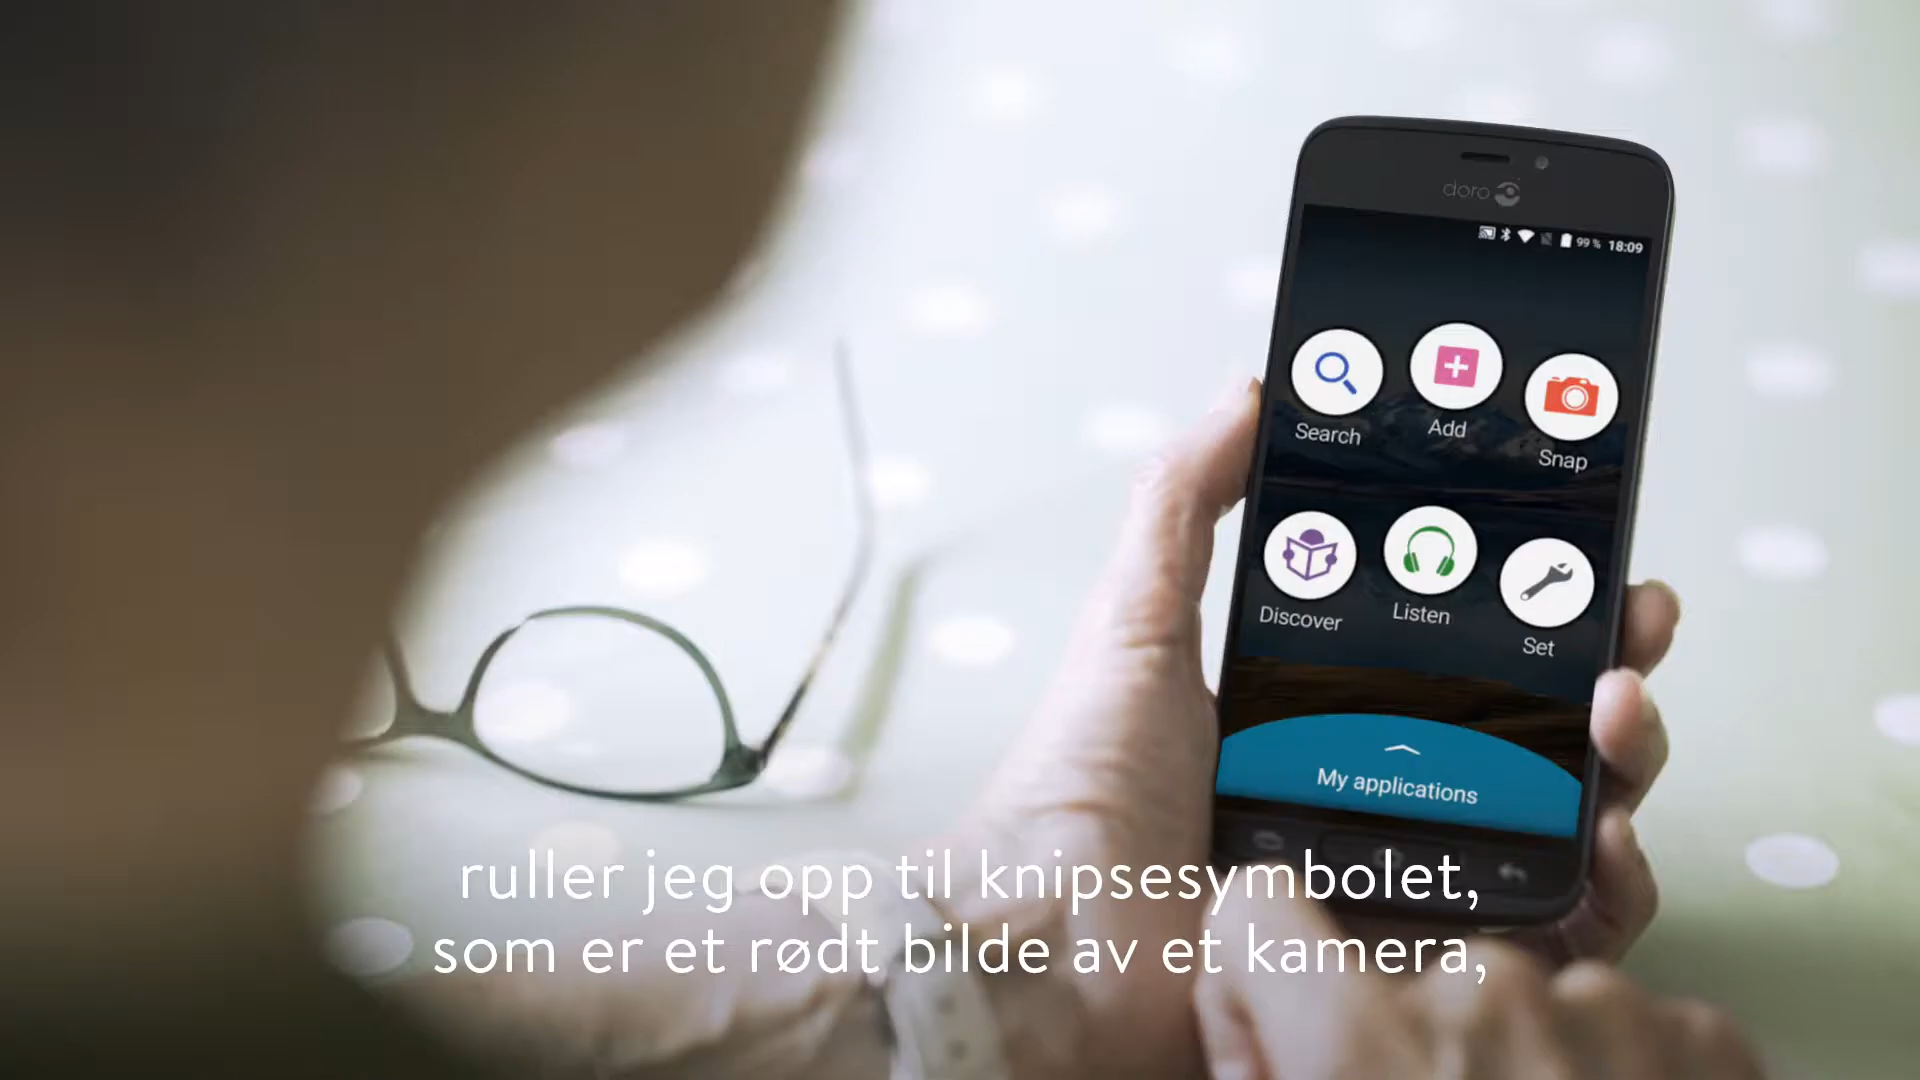 doro
99 % 18:09
Search
Add
Snap
Discover
Listen
Set
My applications
ruller jeg opp til knipsesymbolet,
som er et rødt bilde av et kamera,